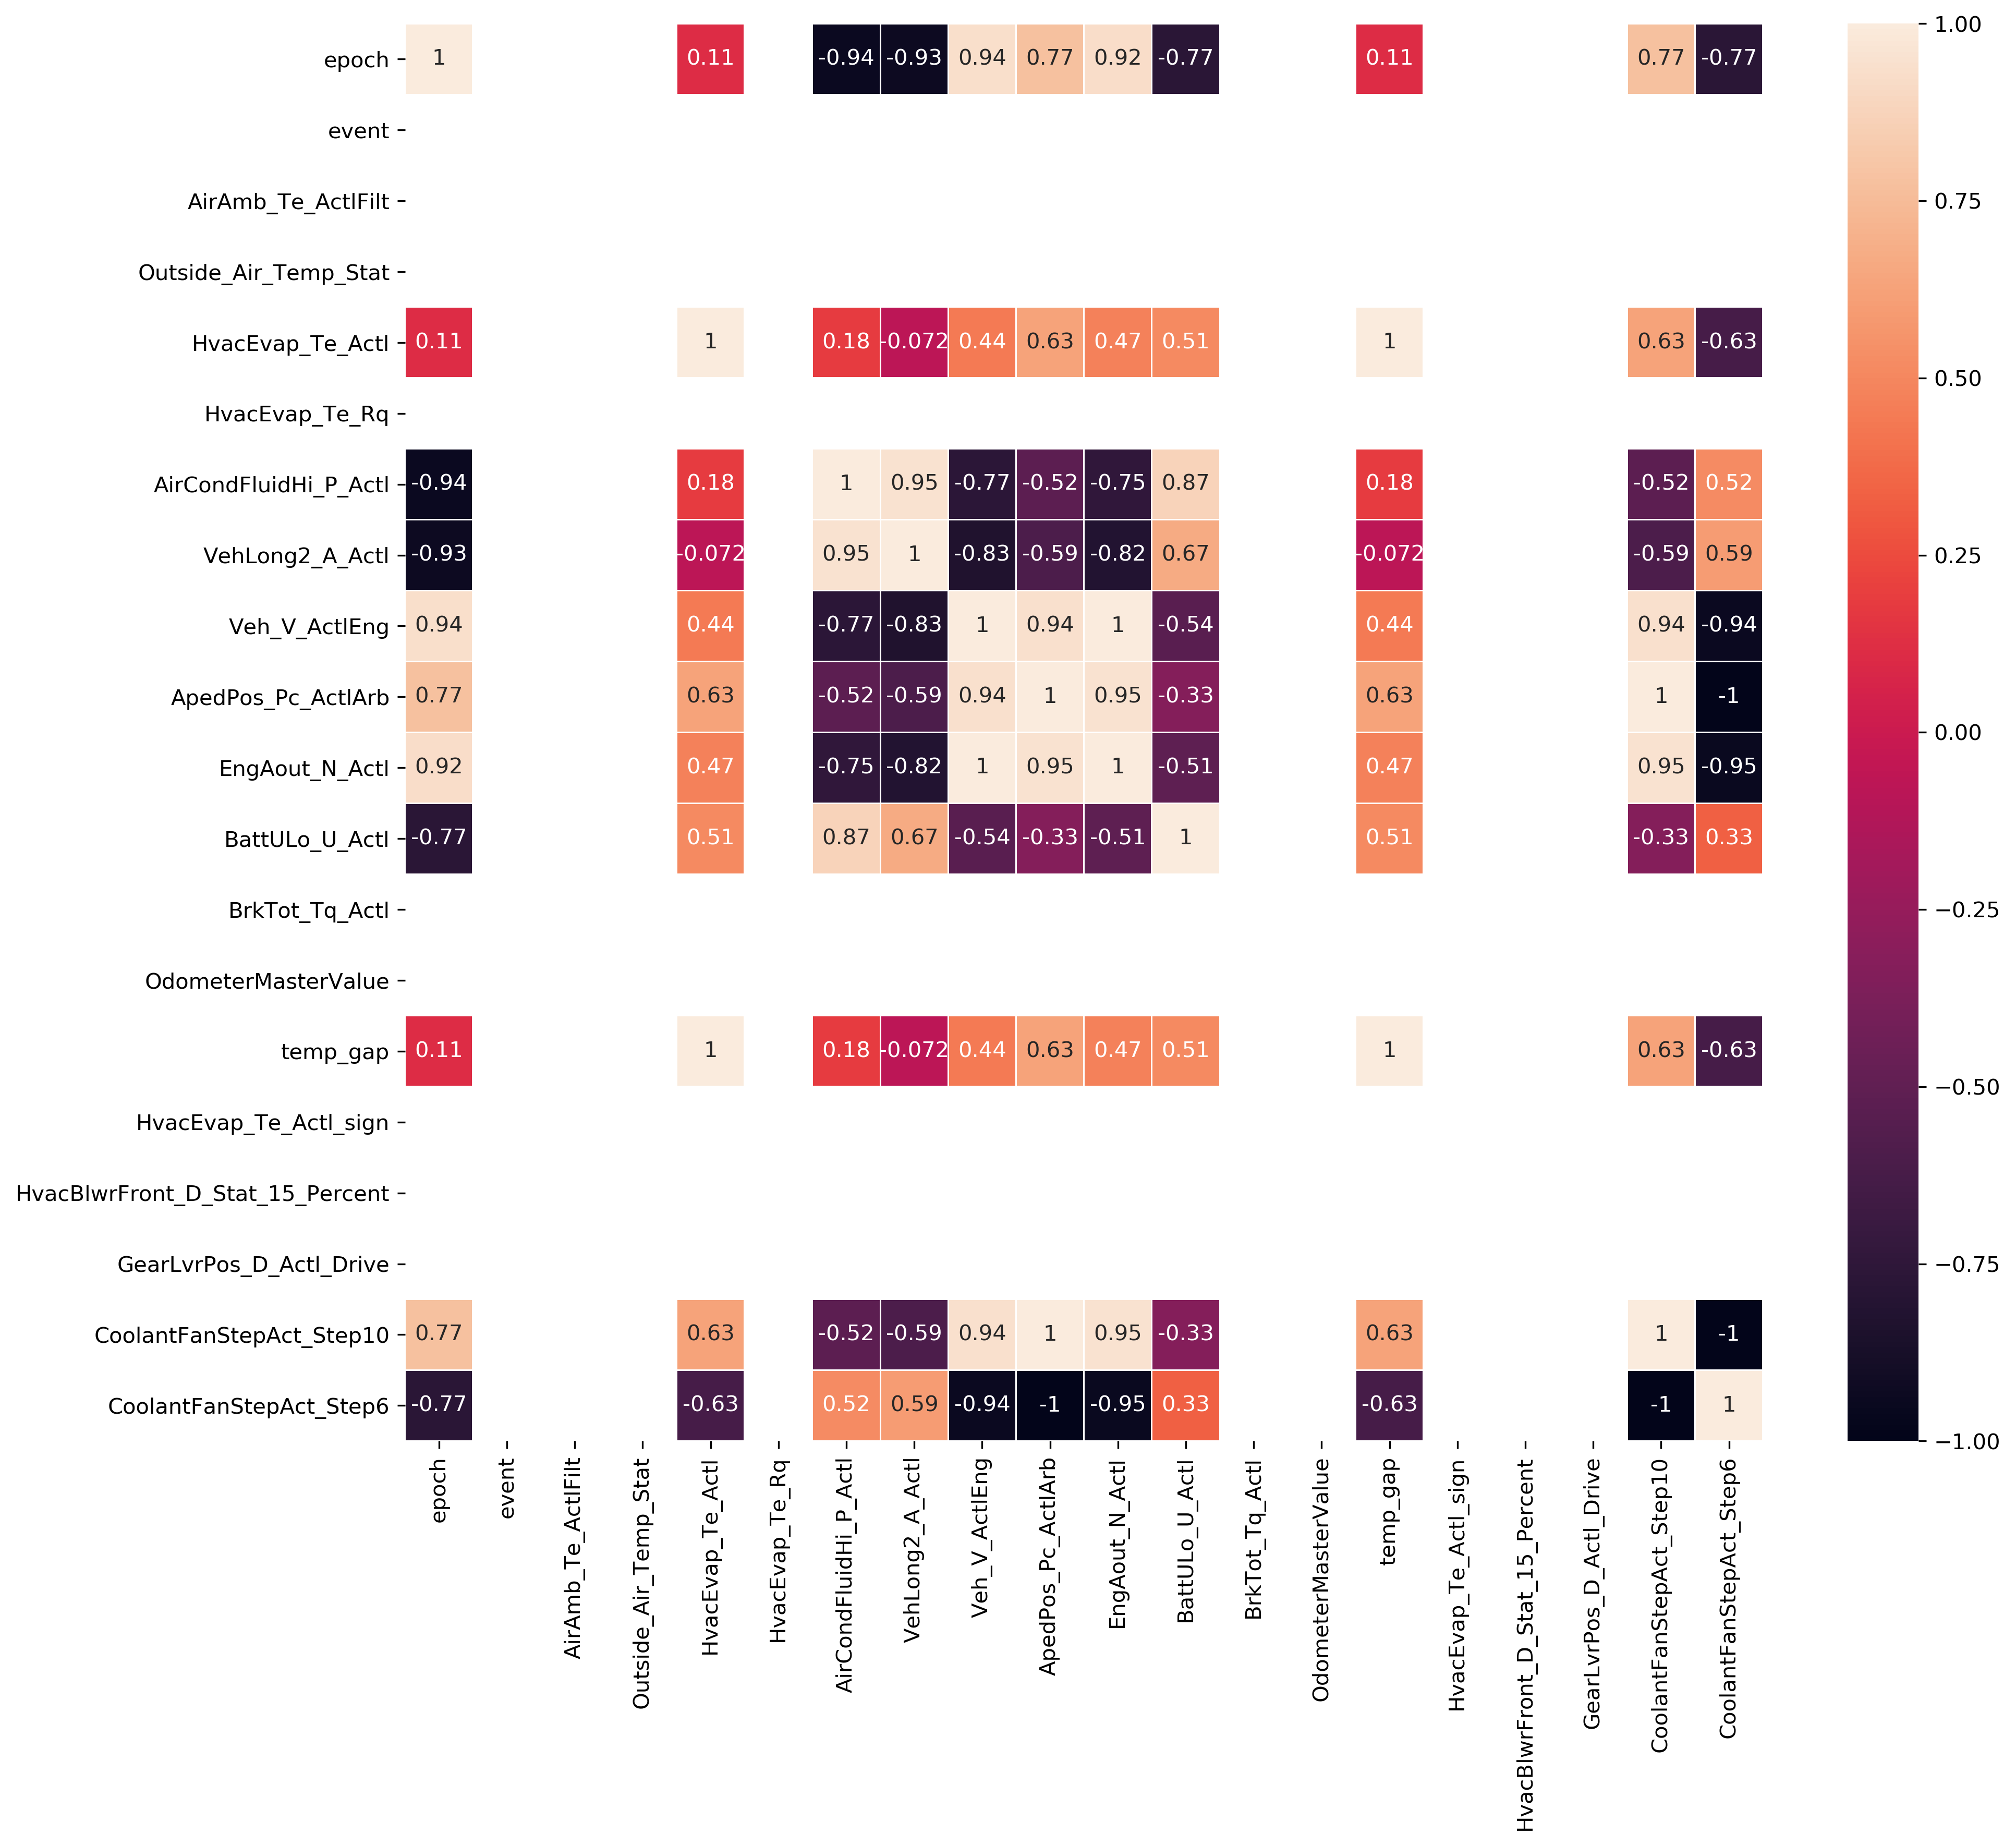 1.00
epoch 1 0.11 -0.94 -0.93 0.94 0.77 0.92 -0.77 0.11 0.77 -0.77
event
0.75
AirAmb_Te_ActlFilt
Outside_Air_Temp_Stat
HvacEvap_Te_Actl 0.11 1 0.18 -0.072 0.44 0.63 0.47 0.51 1 0.63 -0.63
0.50
HvacEvap_Te_Rq
AirCondFluidHi_P_Actl -0.94 0.18 1 0.95 -0.77 -0.52 -0.75 0.87 0.18 -0.52 0.52
VehLong2_A_Actl -0.93 -0.072 0.95 1 -0.83 -0.59 -0.82 0.67 -0.072 -0.59 0.59
0.25
Veh_V_ActlEng 0.94 0.44 -0.77 -0.83 1 0.94 1 -0.54 0.44 0.94 -0.94
ApedPos_Pc_ActlArb 0.77 0.63 -0.52 -0.59 0.94 1 0.95 -0.33 0.63 1 -1
0.00
EngAout_N_Actl 0.92 0.47 -0.75 -0.82 1 0.95 1 -0.51 0.47 0.95 -0.95
BattULo_U_Actl -0.77 0.51 0.87 0.67 -0.54 -0.33 -0.51 1 0.51 -0.33 0.33
BrkTot_Tq_Actl
−0.25
OdometerMasterValue
temp_gap 0.11 1 0.18 -0.072 0.44 0.63 0.47 0.51 1 0.63 -0.63
−0.50
HvacEvap_Te_Actl_sign
HvacBlwrFront_D_Stat_15_Percent
GearLvrPos_D_Actl_Drive
−0.75
CoolantFanStepAct_Step10 0.77 0.63 -0.52 -0.59 0.94 1 0.95 -0.33 0.63 1 -1
CoolantFanStepAct_Step6 -0.77 -0.63 0.52 0.59 -0.94 -1 -0.95 0.33 -0.63 -1 1
−1.00
epoch
event
AirAmb_Te_ActlFilt
Outside_Air_Temp_Stat
HvacEvap_Te_Actl
HvacEvap_Te_Rq
AirCondFluidHi_P_Actl
VehLong2_A_Actl
Veh_V_ActlEng
ApedPos_Pc_ActlArb
EngAout_N_Actl
BattULo_U_Actl
BrkTot_Tq_Actl
OdometerMasterValue
temp_gap
HvacEvap_Te_Actl_sign
HvacBlwrFront_D_Stat_15_Percent
GearLvrPos_D_Actl_Drive
CoolantFanStepAct_Step10
CoolantFanStepAct_Step6